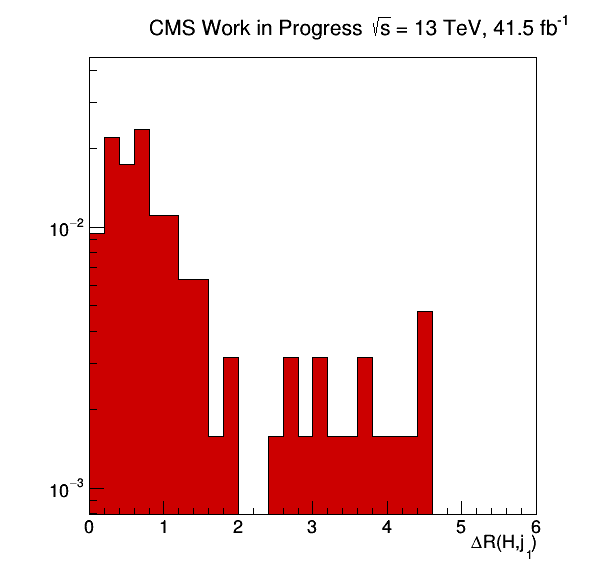 CMS Work in Progress √s = 13 TeV, 41.5 fb⁻¹
10⁻²
10⁻³
0 1 2 3 4 5 6
ΔR(H,j₁)